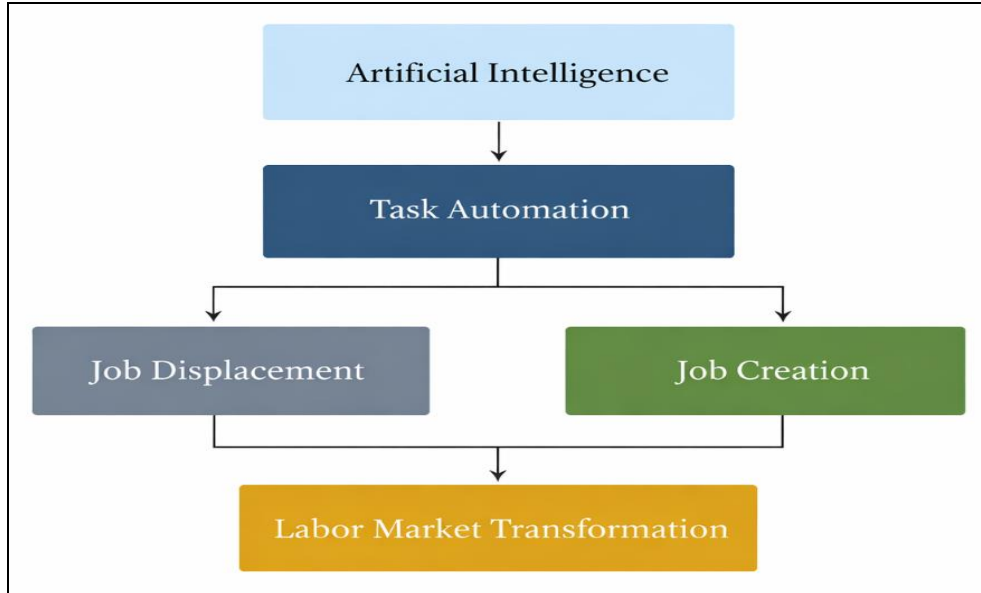 Artificial Intelligence
Task Automation
Job Displacement
Job Creation
Labor Market Transformation